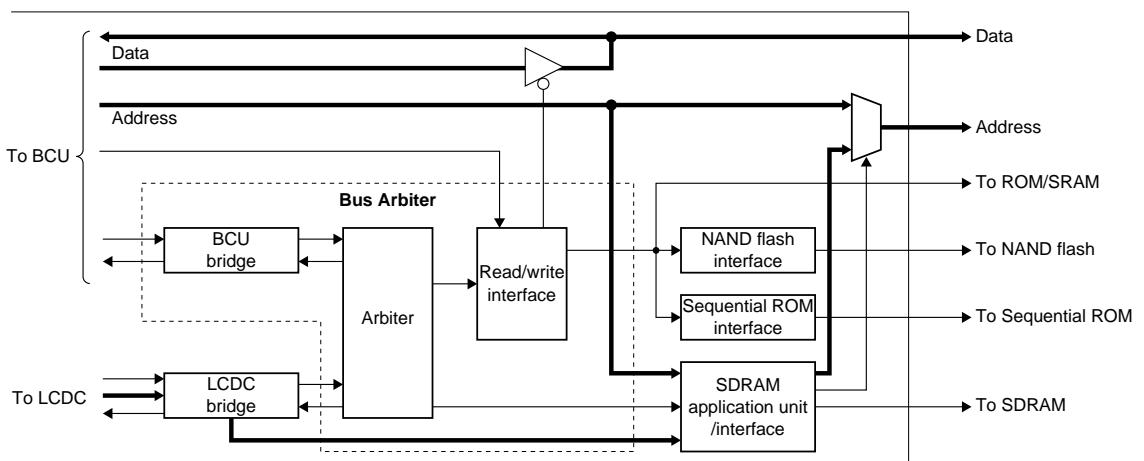 Data
Data
Address
Address
To BCU
To ROM/SRAM
Bus Arbiter
BCU
bridge
NAND flash
interface
To NAND flash
Read/write
interface
Arbiter
Sequential ROM
interface
To Sequential ROM
LCDC
bridge
To LCDC
SDRAM
application unit
/interface
To SDRAM